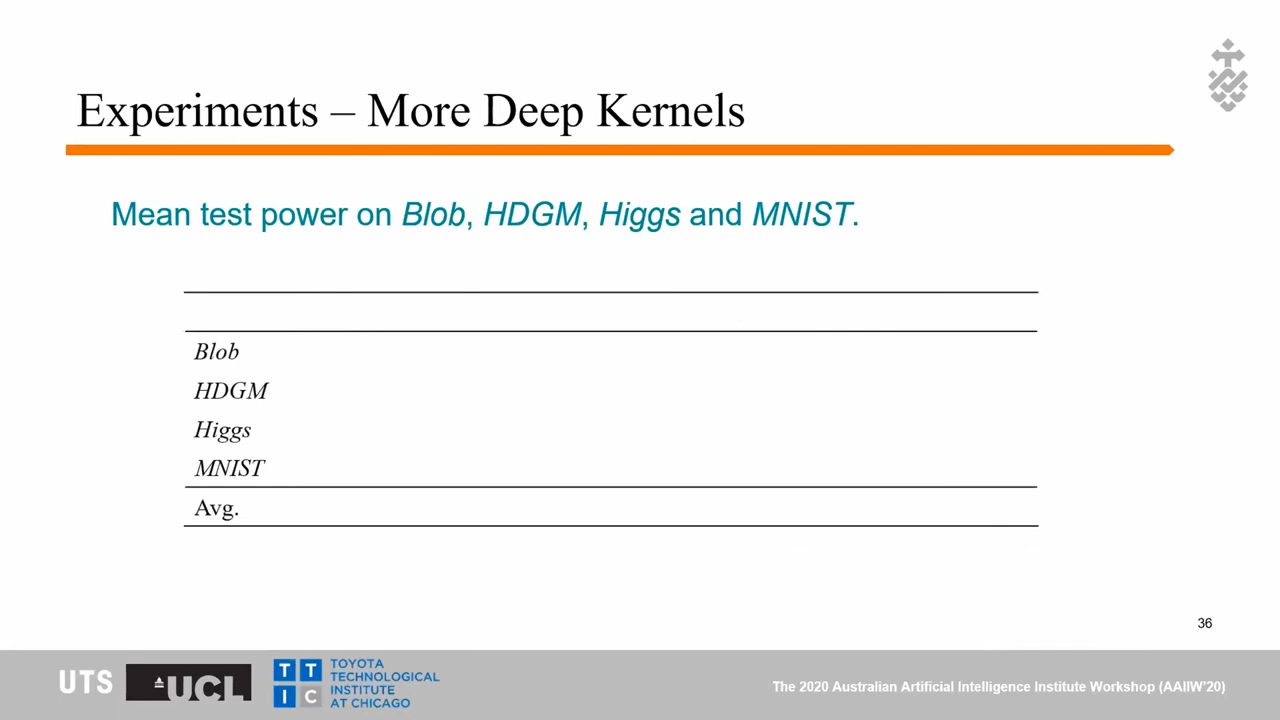 Experiments – More Deep Kernels
Mean test power on Blob, HDGM, Higgs and MNIST.
Blob
HDGM
Higgs
MNIST
Avg.
36
UTS
UCL
TTIC
TOYOTA
TECHNOLOGICAL
INSTITUTE
AT CHICAGO
The 2020 Australian Artificial Intelligence Institute Workshop (AAIIW'20)